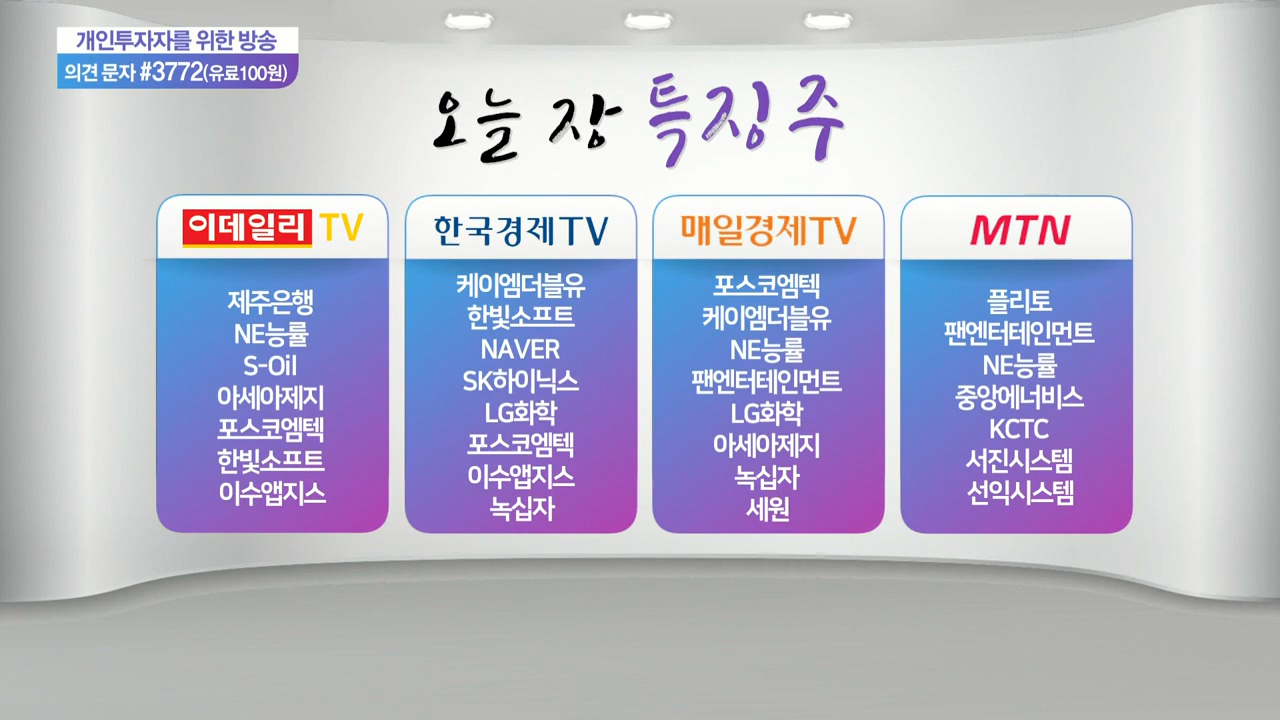 개인투자자를 위한 방송
의견 문자 #3772(유료100원)
오늘 장 특징주
이데일리 TV
제주은행
NE능률
S-Oil
아세아제지
포스코엠텍
한빛소프트
이수앱지스
한국경제TV
케이엠더블유
한빛소프트
NAVER
SK하이닉스
LG화학
포스코엠텍
이수앱지스
녹십자
매일경제TV
포스코엠텍
케이엠더블유
NE능률
팬엔터테인먼트
LG화학
아세아제지
녹십자
세원
MTN
플리토
팬엔터테인먼트
NE능률
중앙에너비스
KCTC
서진시스템
선익시스템